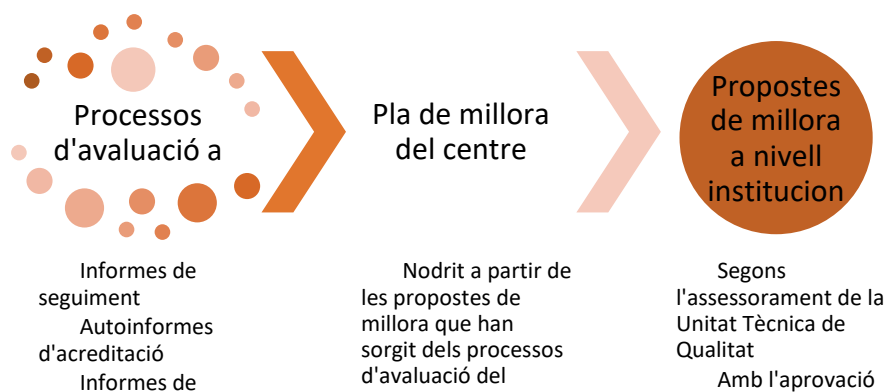 Processos
d'avaluació a
Pla de millora
del centre
Propostes
de millora
a nivell
institucion
Informes de
seguiment
Autoinformes
d'acreditació
Informes de
Nodrit a partir de
les propostes de
millora que han
sorgit dels processos
d'avaluació del
Segons
l'assessorament de la
Unitat Tècnica de
Qualitat
Amb l'aprovació